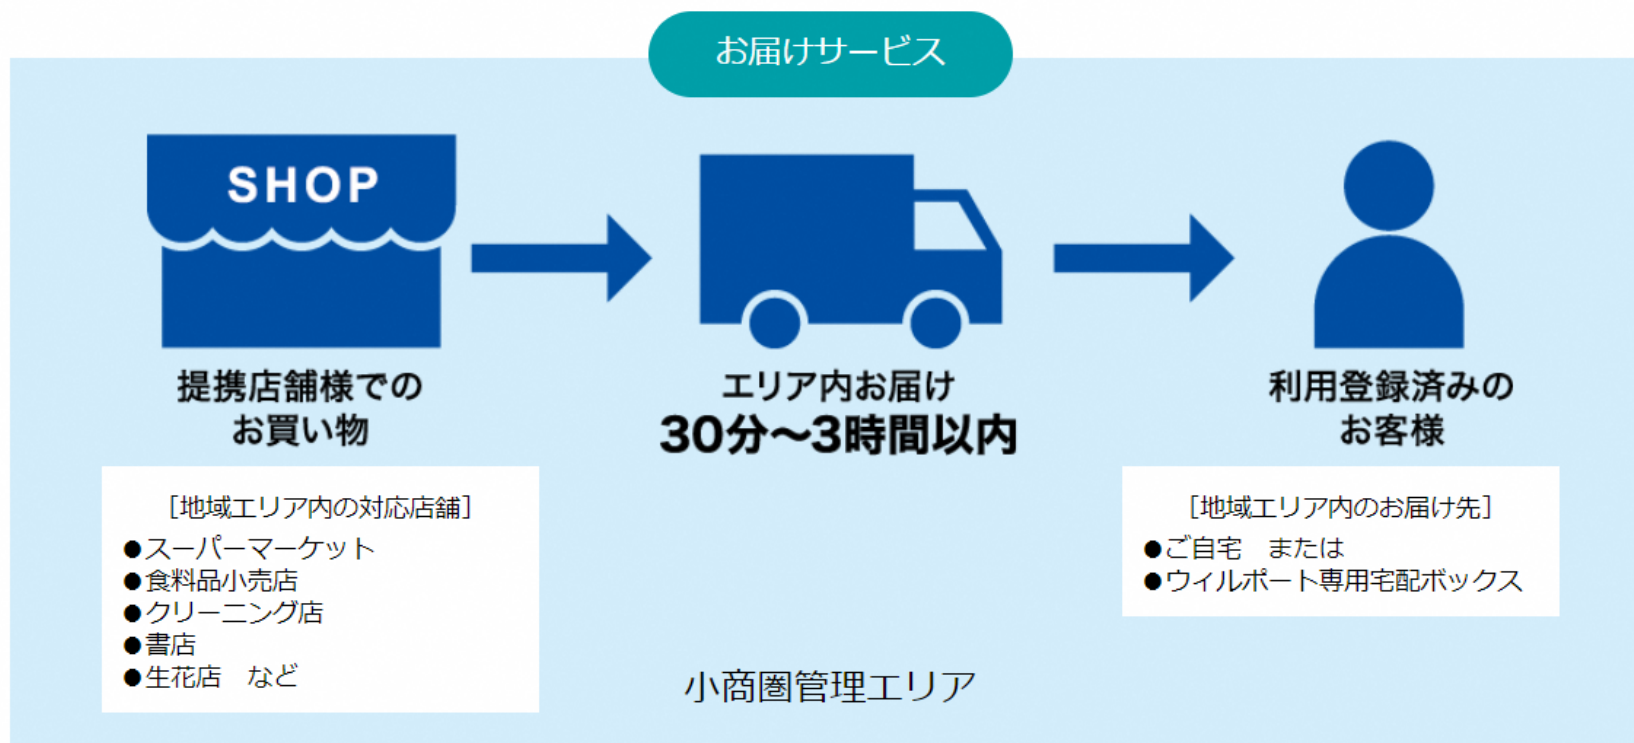 お届けサービス
SHOP
提携店舗様での
お買い物
エリア内お届け
30分〜3時間以内
利用登録済みの
お客様
［地域エリア内の対応店舗］
●スーパーマーケット
●食料品小売店
●クリーニング店
●書店
●生花店　など
［地域エリア内のお届け先］
●ご自宅　または
●ウィルポート専用宅配ボックス
小商圏管理エリア